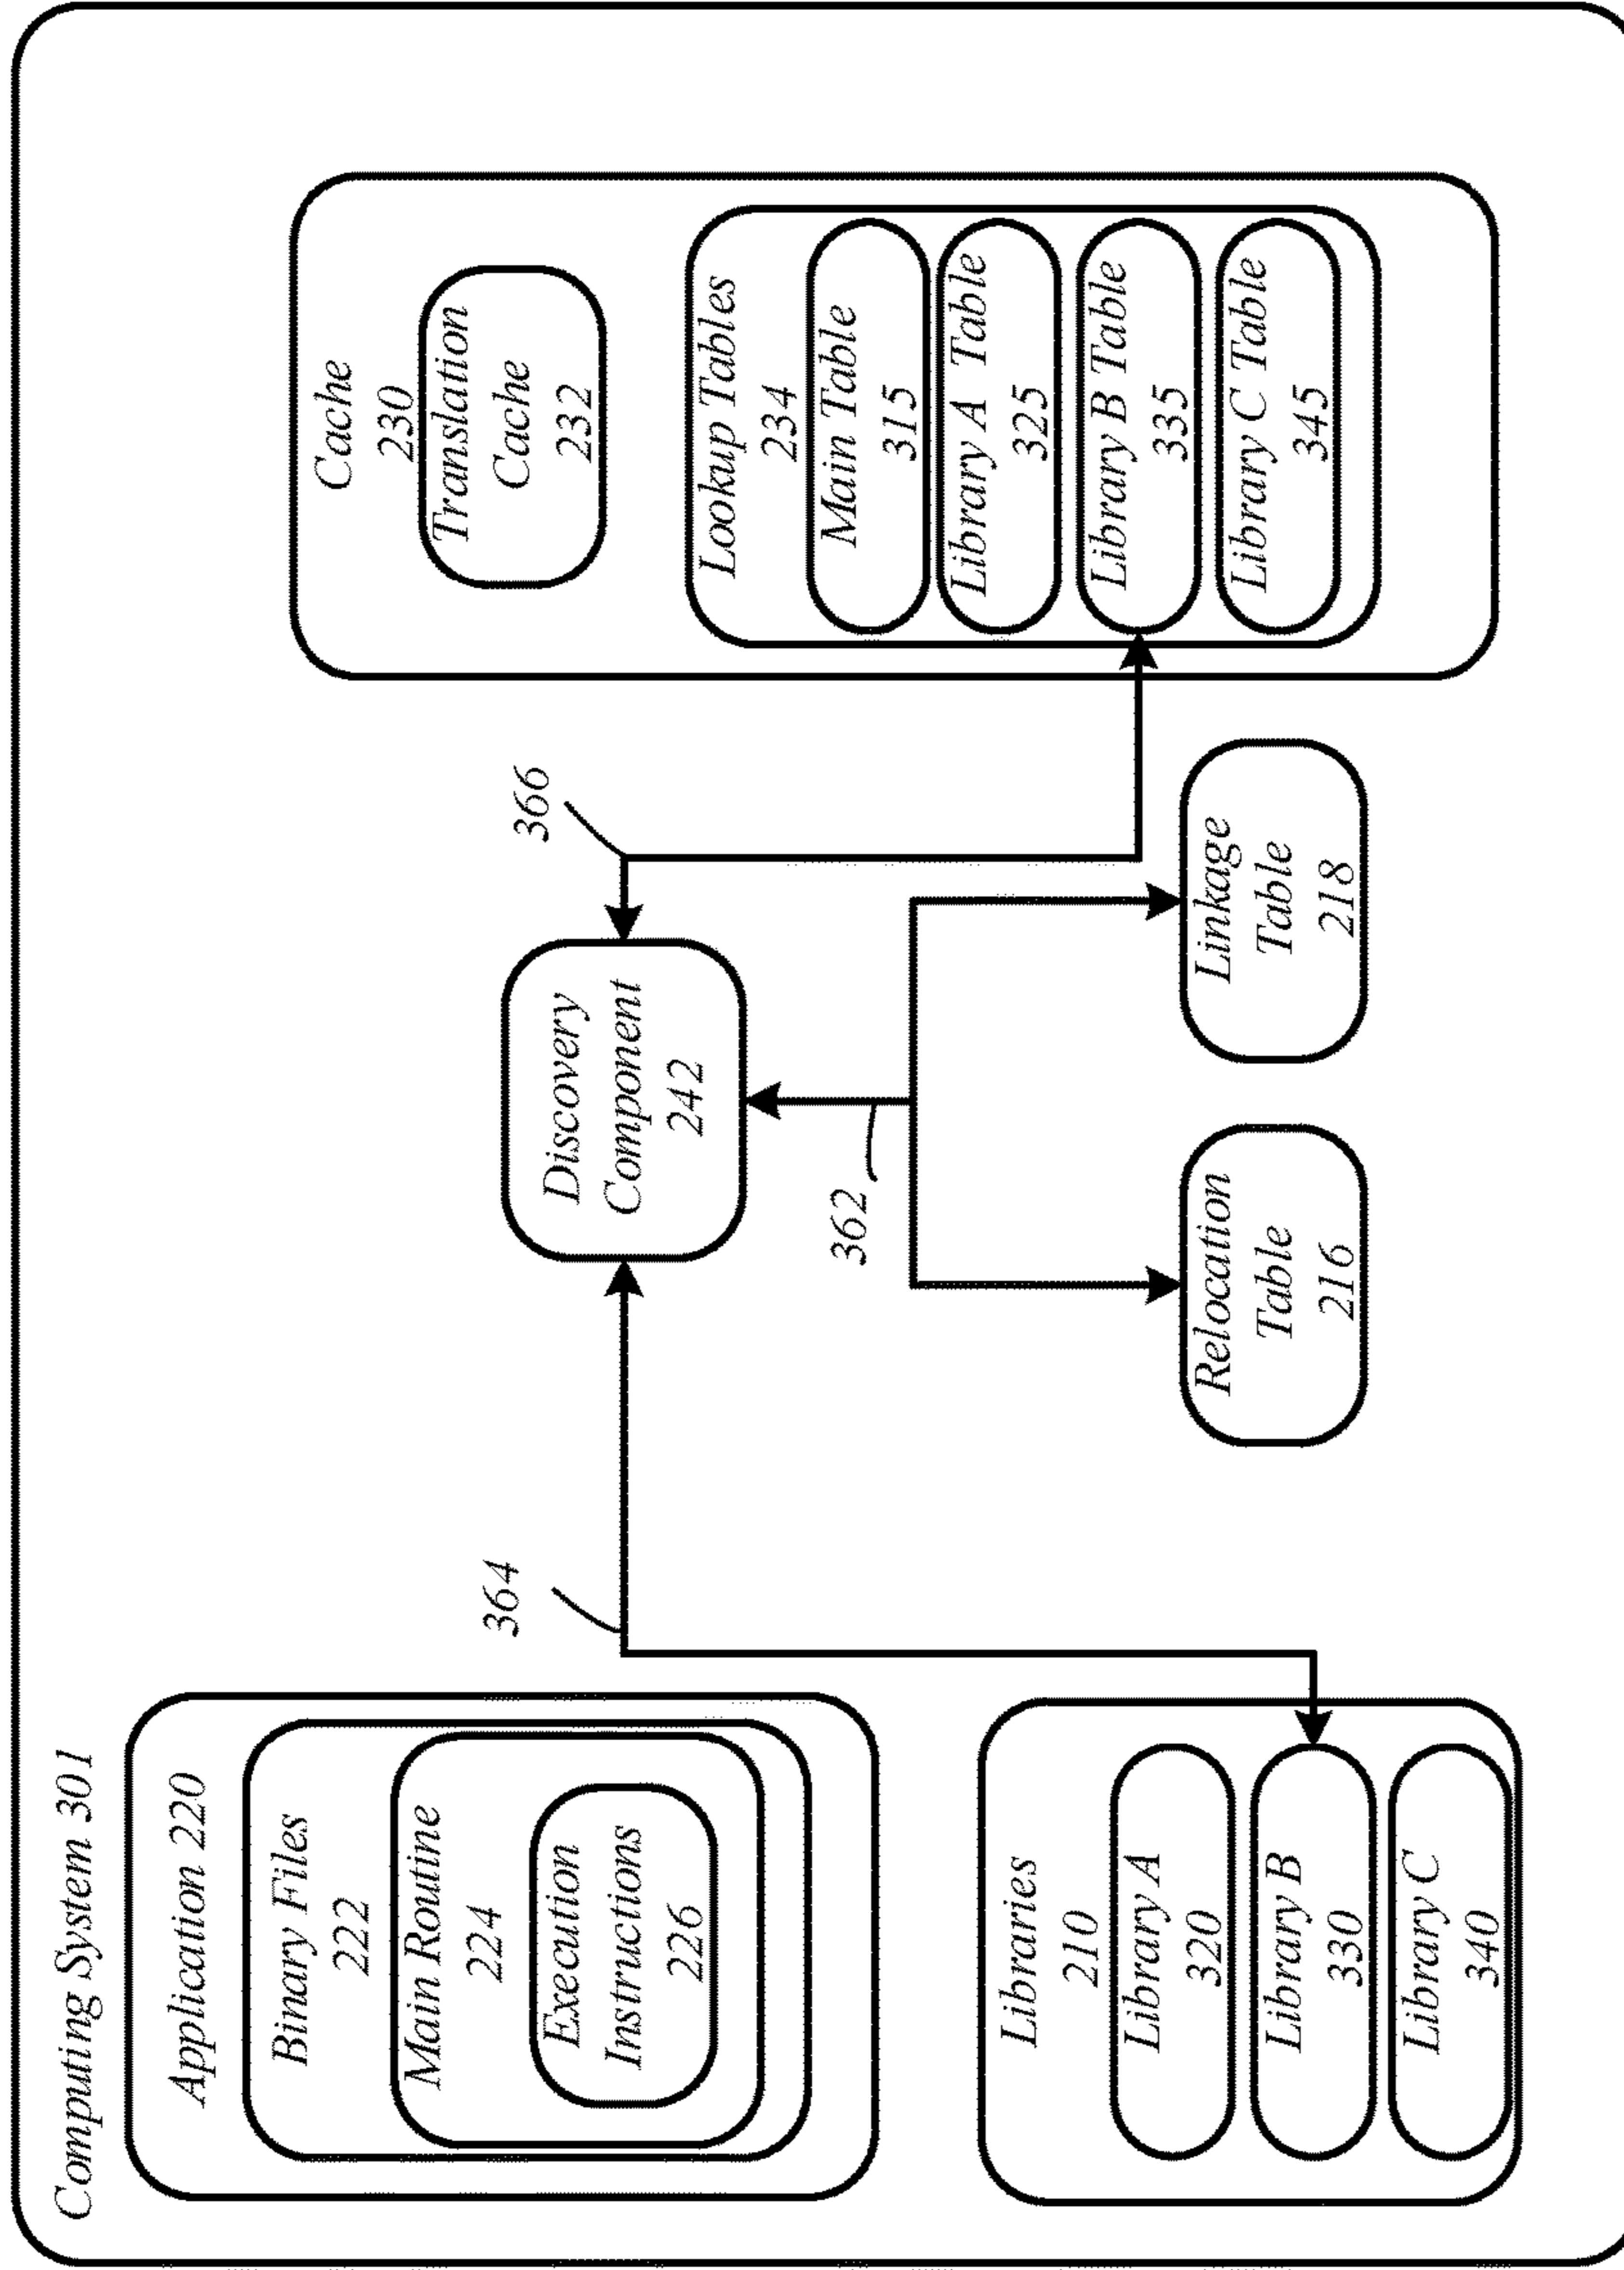 Computing System 301
Application 220
Binary Files
222
Main Routine
224
Execution
Instructions
226
Libraries
210
Library A
320
Library B
330
Library C
340
364
Discovery
Component
242
362
366
Relocation
Table
216
Linkage
Table
218
Cache
230
Translation
Cache
232
Lookup Tables
234
Main Table
315
Library A Table
325
Library B Table
335
Library C Table
345